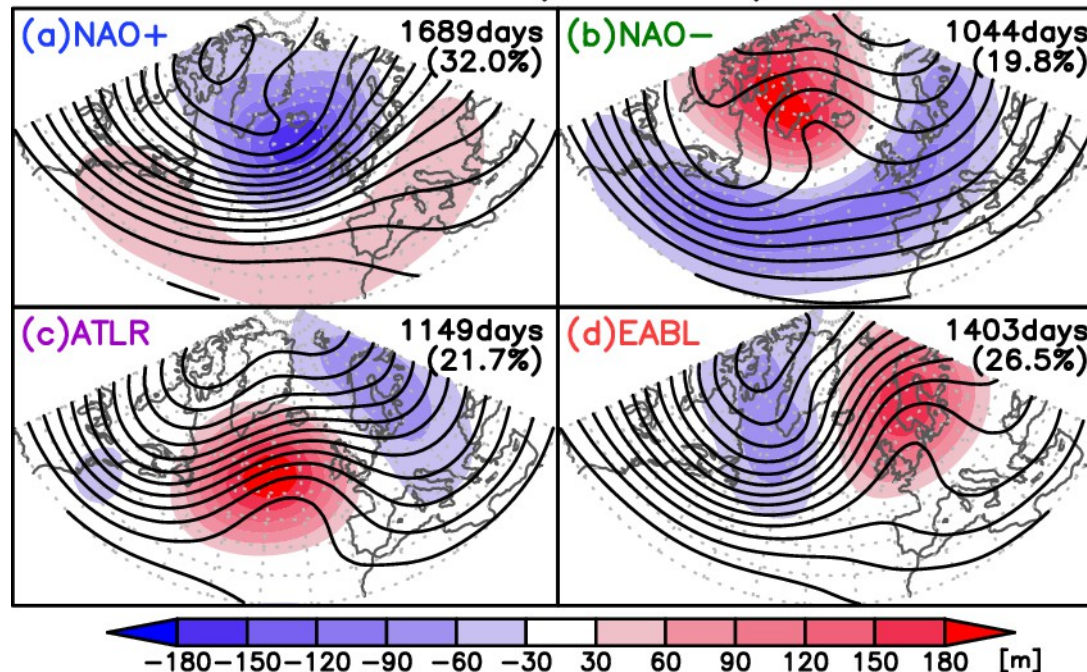 (a)NAO+ 1689days
(32.0%)
(b)NAO− 1044days
(19.8%)
(c)ATLR 1149days
(21.7%)
(d)EABL 1403days
(26.5%)
−180 −150 −120 −90 −60 −30 30 60 90 120 150 180 [m]